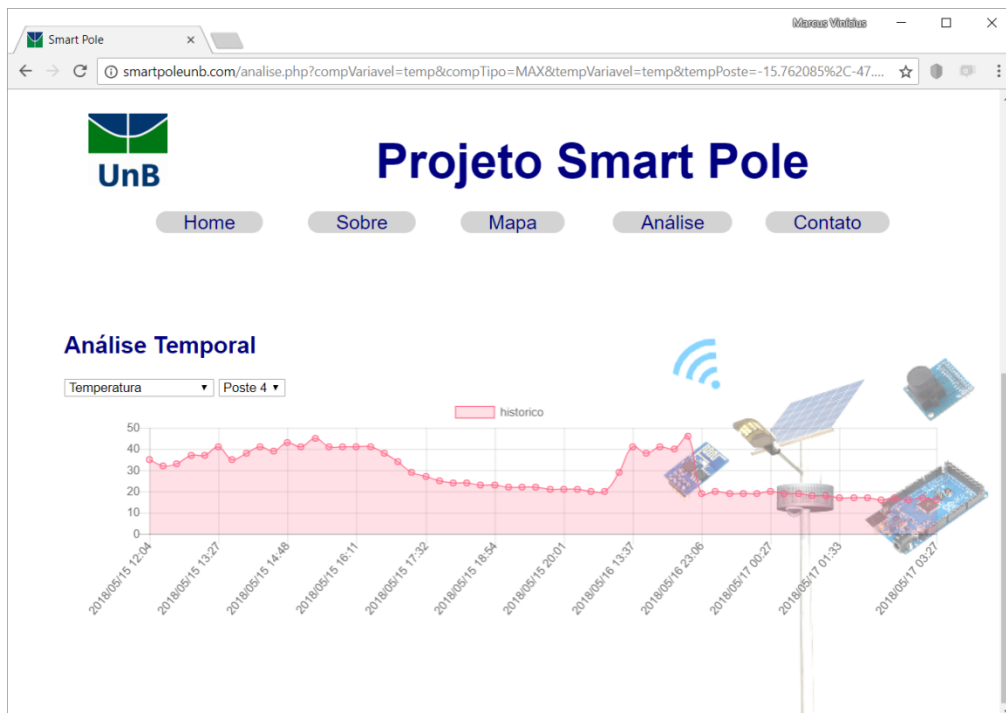 Marcus Vinícius
Smart Pole
smartpoleunb.com/analise.php?compVariavel=temp&compTipo=MAX&tempVariavel=temp&tempPoste=-15.762085%2C-47....
UnB
Projeto Smart Pole
Home Sobre Mapa Análise Contato
Análise Temporal
Temperatura Poste 4
historico
50
40
30
20
10
0
2018/05/15 12:04
2018/05/15 13:27
2018/05/15 14:48
2018/05/15 16:11
2018/05/15 17:32
2018/05/15 18:54
2018/05/15 20:01
2018/05/16 13:37
2018/05/16 23:06
2018/05/17 00:27
2018/05/17 01:33
2018/05/17 03:27